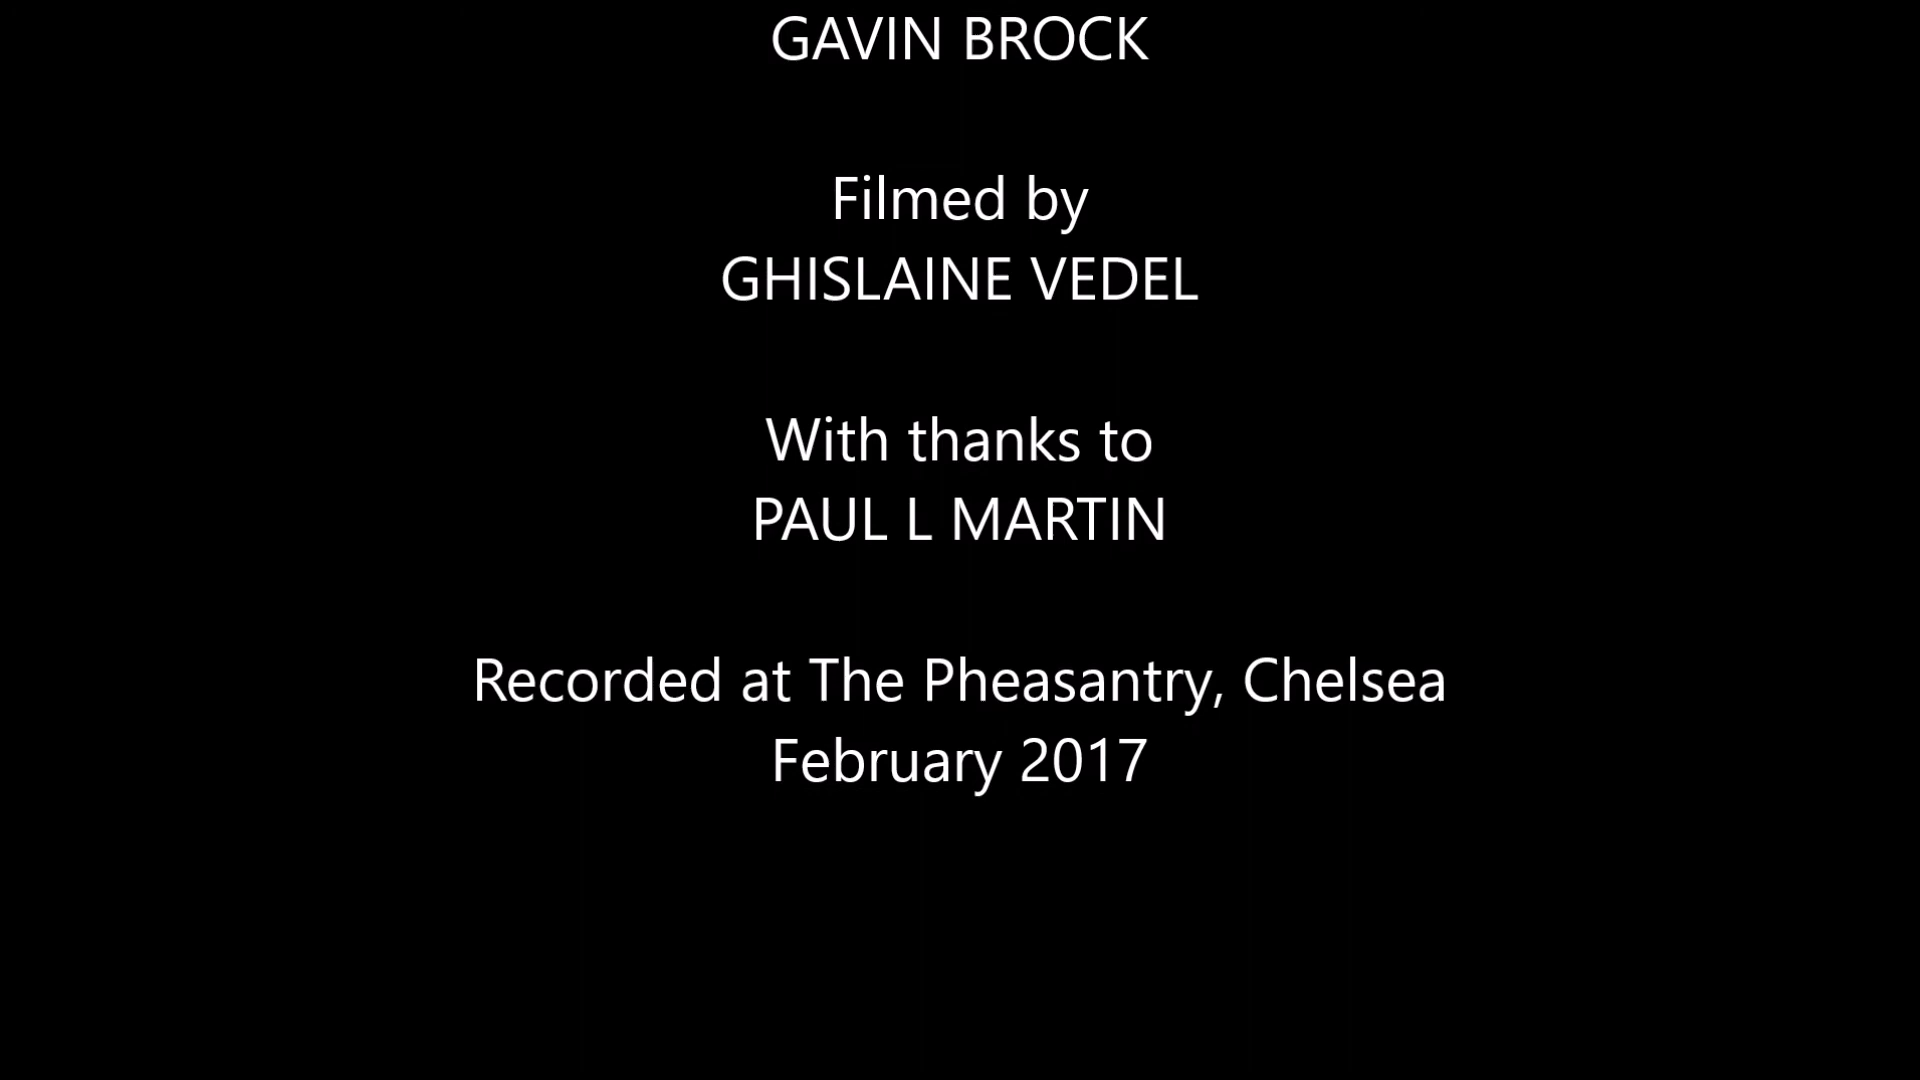 GAVIN BROCK
Filmed by
GHISLAINE VEDEL
With thanks to
PAUL L MARTIN
Recorded at The Pheasantry, Chelsea
February 2017